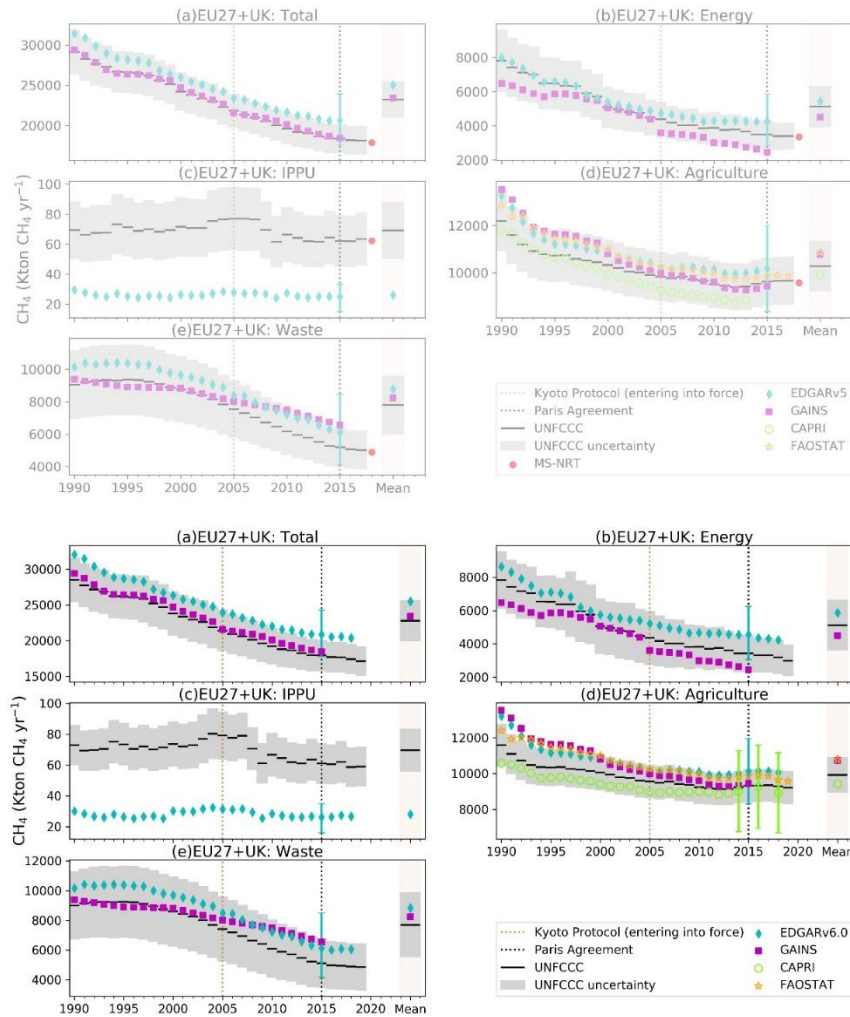 (a)EU27+UK: Total
30000
25000
20000
(b)EU27+UK: Energy
8000
6000
4000
2000
(c)EU27+UK: IPPU
100
80
60
40
20
CH₄ (Kton CH₄ yr⁻¹)
(d)EU27+UK: Agriculture
12000
10000
1990 1995 2000 2005 2010 2015 Mean
(e)EU27+UK: Waste
10000
8000
6000
4000
1990 1995 2000 2005 2010 2015 Mean
Kyoto Protocol (entering into force)
Paris Agreement
UNFCCC
UNFCCC uncertainty
MS-NRT
EDGARv5
GAINS
CAPRI
FAOSTAT
(a)EU27+UK: Total
30000
25000
20000
15000
(b)EU27+UK: Energy
8000
6000
4000
2000
(c)EU27+UK: IPPU
100
80
60
40
20
CH₄ (Kton CH₄ yr⁻¹)
(d)EU27+UK: Agriculture
12000
10000
8000
1990 1995 2000 2005 2010 2015 2020 Mean
(e)EU27+UK: Waste
12000
10000
8000
6000
4000
1990 1995 2000 2005 2010 2015 2020 Mean
Kyoto Protocol (entering into force)
Paris Agreement
UNFCCC
UNFCCC uncertainty
EDGARv6.0
GAINS
CAPRI
FAOSTAT